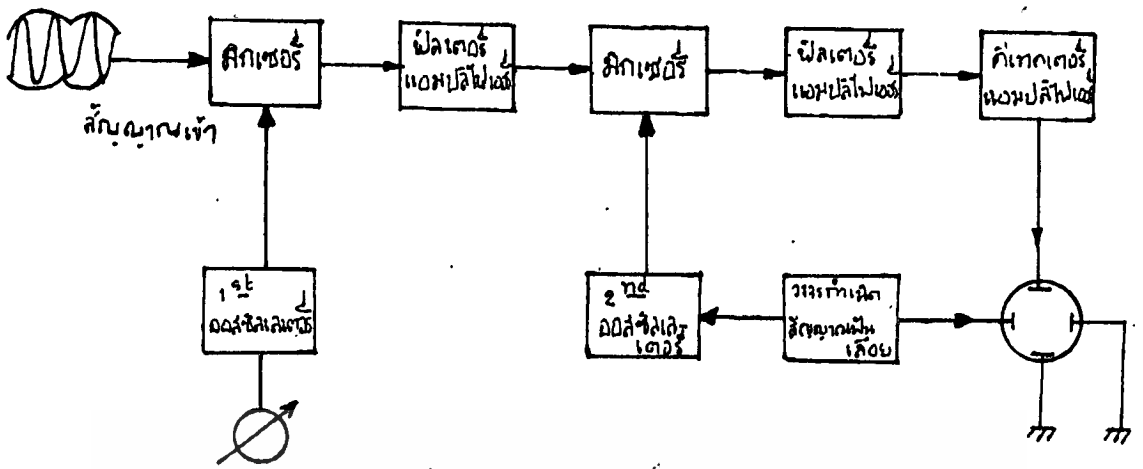 มิกเซอร์
ฟิลเตอร์
แอมปลิไฟเออร์
มิกเซอร์
ฟิลเตอร์
แอมปลิไฟเออร์
ดีเทกเตอร์
แอมปลิไฟเออร์
สัญญาณเข้า
1 st
ออสซิลเลเตอร์
2 nd
ออสซิลเล
เตอร์
วงจรกำเนิด
สัญญาณฟัน
เลื่อย